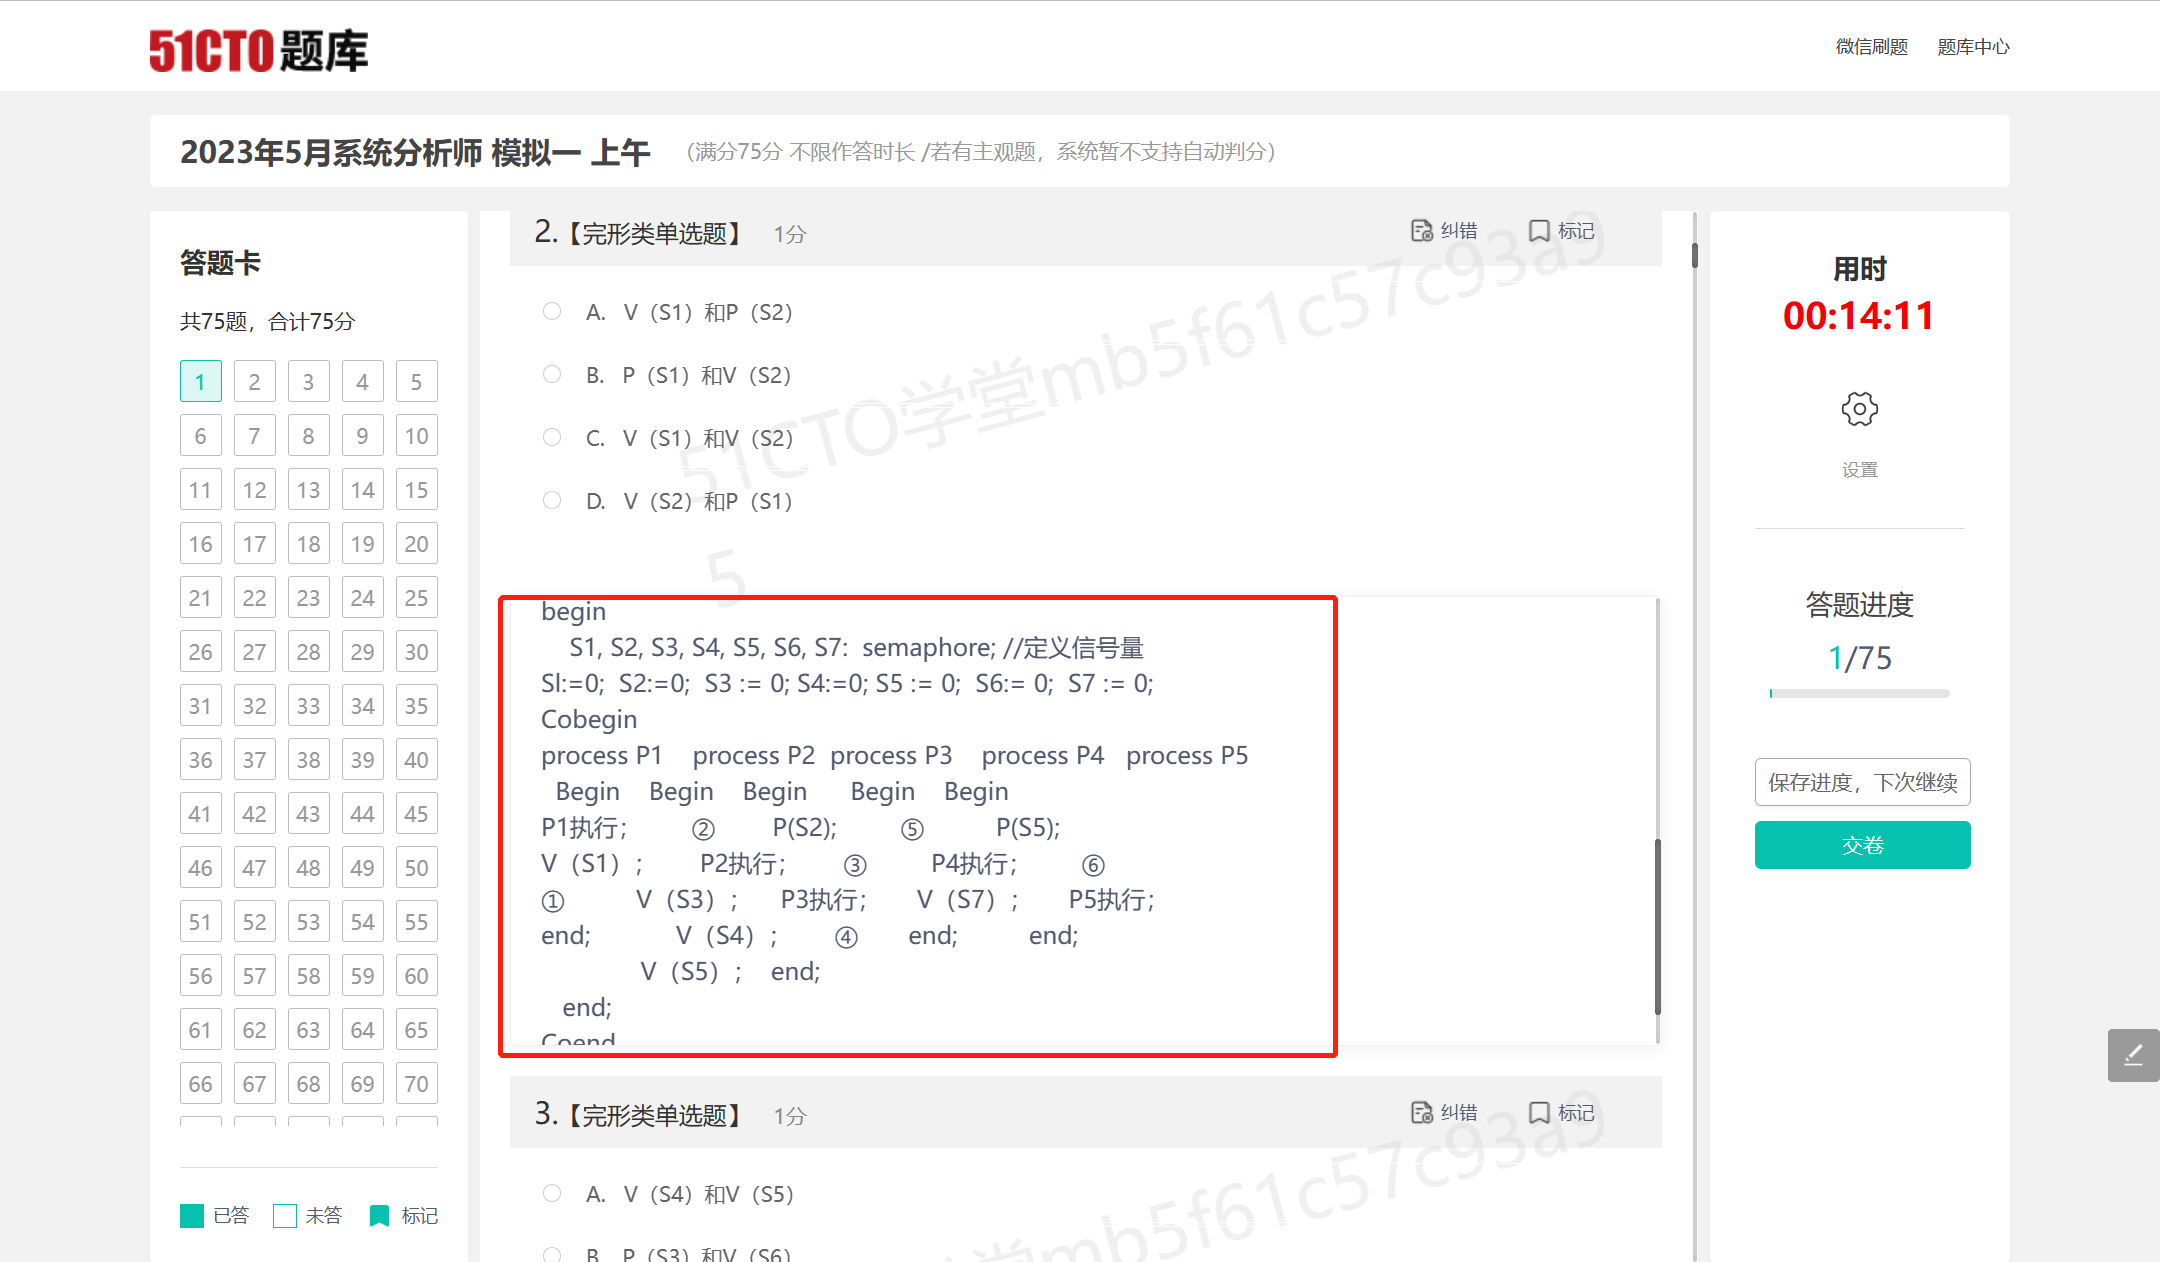 51CTO题库
微信刷题 题库中心
2023年5月系统分析师 模拟一 上午 （满分75分 不限作答时长 /若有主观题，系统暂不支持自动判分）
答题卡
共75题，合计75分
1 2 3 4 5
6 7 8 9 10
11 12 13 14 15
16 17 18 19 20
21 22 23 24 25
26 27 28 29 30
31 32 33 34 35
36 37 38 39 40
41 42 43 44 45
46 47 48 49 50
51 52 53 54 55
56 57 58 59 60
61 62 63 64 65
66 67 68 69 70
已答 未答 标记
2.【完形类单选题】 1分 纠错 标记
A. V（S1）和P（S2）
B. P（S1）和V（S2）
C. V（S1）和V（S2）
D. V（S2）和P（S1）
51CTO学堂mb5f61c57c93a9
5
begin
S1, S2, S3, S4, S5, S6, S7: semaphore; //定义信号量
Sl:=0; S2:=0; S3 := 0; S4:=0; S5 := 0; S6:= 0; S7 := 0;
Cobegin
process P1 process P2 process P3 process P4 process P5
Begin Begin Begin Begin Begin
P1执行； ② P(S2); ⑤ P(S5);
V（S1）； P2执行； ③ P4执行； ⑥
① V（S3）； P3执行； V（S7）； P5执行；
end; V（S4）； ④ end; end;
V（S5）； end;
end;
Coend
3.【完形类单选题】 1分 纠错 标记
A. V（S4）和V（S5）
B. P（S3）和V（S6）
学堂mb5f61c57c93a9
用时
00:14:11
设置
答题进度
1/75
保存进度，下次继续
交卷